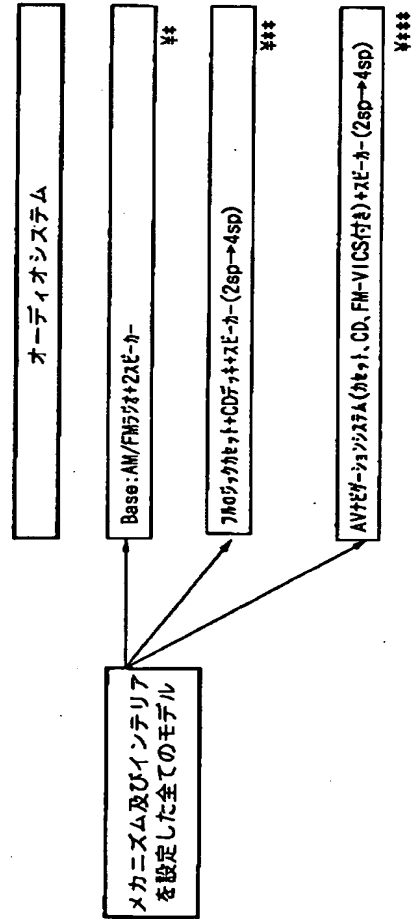 オーディオシステム
メカニズム及びインテリア
を設定した全てのモデル
Base:AM/FMラジオ+2スピーカー
¥**
フルロジックカセット+CDデッキ+スピーカー(2sp→4sp)
¥***
AVナビゲーションシステム(カセット、CD、FM-VICS付き)+スピーカー(2sp→4sp)
¥***